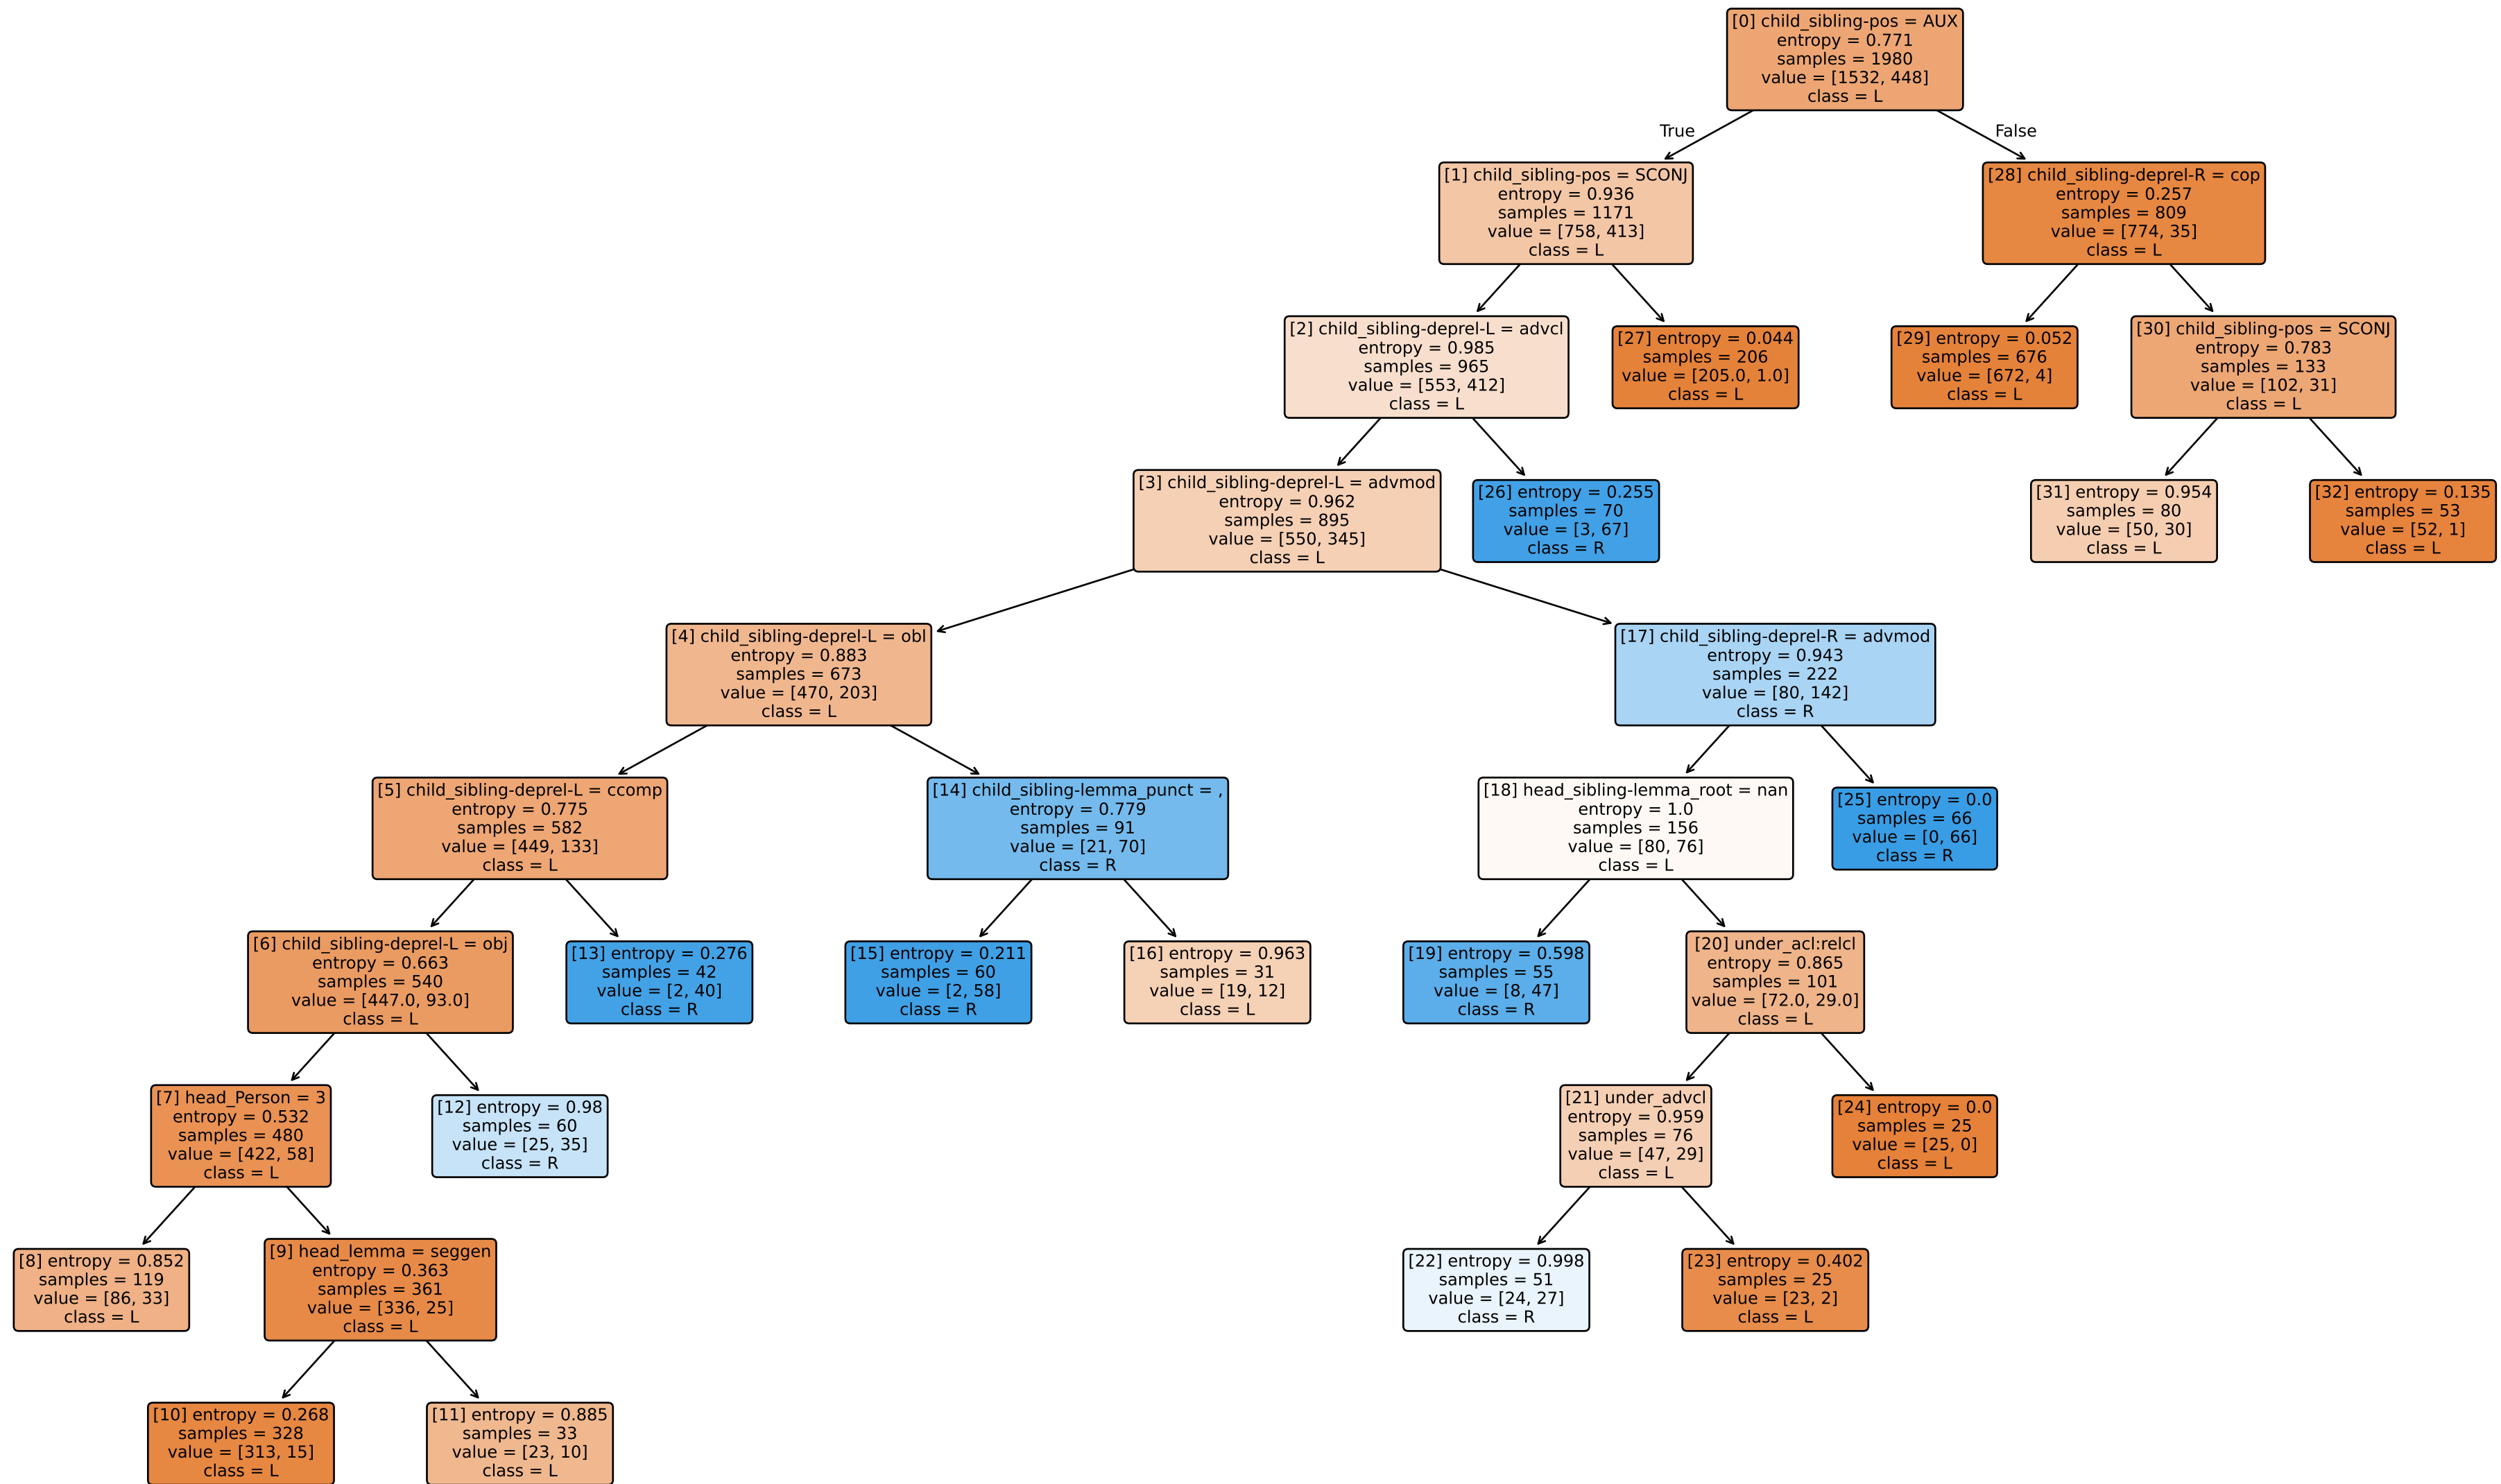 [0] child_sibling-pos = AUX
entropy = 0.771
samples = 1980
value = [1532, 448]
class = L
True
False
[1] child_sibling-pos = SCONJ
entropy = 0.936
samples = 1171
value = [758, 413]
class = L
[28] child_sibling-deprel-R = cop
entropy = 0.257
samples = 809
value = [774, 35]
class = L
[2] child_sibling-deprel-L = advcl
entropy = 0.985
samples = 965
value = [553, 412]
class = L
[27] entropy = 0.044
samples = 206
value = [205.0, 1.0]
class = L
[29] entropy = 0.052
samples = 676
value = [672, 4]
class = L
[30] child_sibling-pos = SCONJ
entropy = 0.783
samples = 133
value = [102, 31]
class = L
[3] child_sibling-deprel-L = advmod
entropy = 0.962
samples = 895
value = [550, 345]
class = L
[26] entropy = 0.255
samples = 70
value = [3, 67]
class = R
[31] entropy = 0.954
samples = 80
value = [50, 30]
class = L
[32] entropy = 0.135
samples = 53
value = [52, 1]
class = L
[4] child_sibling-deprel-L = obl
entropy = 0.883
samples = 673
value = [470, 203]
class = L
[17] child_sibling-deprel-R = advmod
entropy = 0.943
samples = 222
value = [80, 142]
class = R
[5] child_sibling-deprel-L = ccomp
entropy = 0.775
samples = 582
value = [449, 133]
class = L
[14] child_sibling-lemma_punct = ,
entropy = 0.779
samples = 91
value = [21, 70]
class = R
[18] head_sibling-lemma_root = nan
entropy = 1.0
samples = 156
value = [80, 76]
class = L
[25] entropy = 0.0
samples = 66
value = [0, 66]
class = R
[6] child_sibling-deprel-L = obj
entropy = 0.663
samples = 540
value = [447.0, 93.0]
class = L
[13] entropy = 0.276
samples = 42
value = [2, 40]
class = R
[15] entropy = 0.211
samples = 60
value = [2, 58]
class = R
[16] entropy = 0.963
samples = 31
value = [19, 12]
class = L
[19] entropy = 0.598
samples = 55
value = [8, 47]
class = R
[20] under_acl:relcl
entropy = 0.865
samples = 101
value = [72.0, 29.0]
class = L
[7] head_Person = 3
entropy = 0.532
samples = 480
value = [422, 58]
class = L
[12] entropy = 0.98
samples = 60
value = [25, 35]
class = R
[21] under_advcl
entropy = 0.959
samples = 76
value = [47, 29]
class = L
[24] entropy = 0.0
samples = 25
value = [25, 0]
class = L
[8] entropy = 0.852
samples = 119
value = [86, 33]
class = L
[9] head_lemma = seggen
entropy = 0.363
samples = 361
value = [336, 25]
class = L
[22] entropy = 0.998
samples = 51
value = [24, 27]
class = R
[23] entropy = 0.402
samples = 25
value = [23, 2]
class = L
[10] entropy = 0.268
samples = 328
value = [313, 15]
class = L
[11] entropy = 0.885
samples = 33
value = [23, 10]
class = L